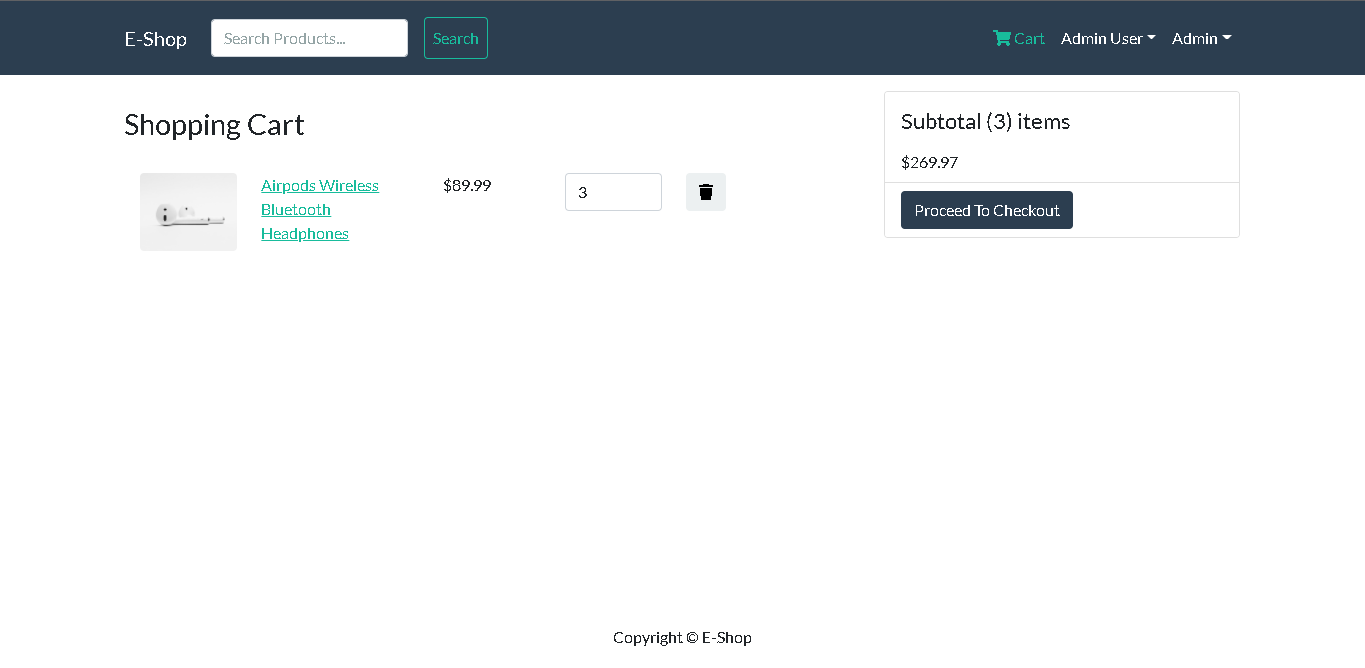 E-Shop Search Products... Search Cart Admin User Admin
Shopping Cart
Airpods Wireless
Bluetooth
Headphones
$89.99
3
Subtotal (3) items
$269.97
Proceed To Checkout
Copyright © E-Shop